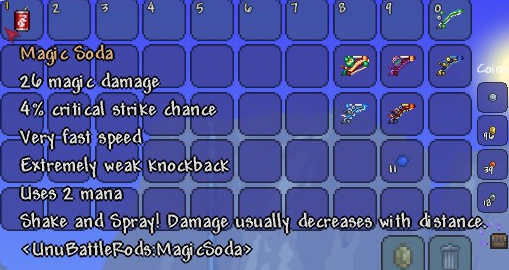 1 2 3 4 5 6 7 8 9 0
Magic Soda
Coin
26 magic damage
4% critical strike chance
Very fast speed
Extremely weak knockback
11
Uses 2 mana
Shake and Spray! Damage usually decreases with distance.
<UnuBattleRods:MagicSoda>